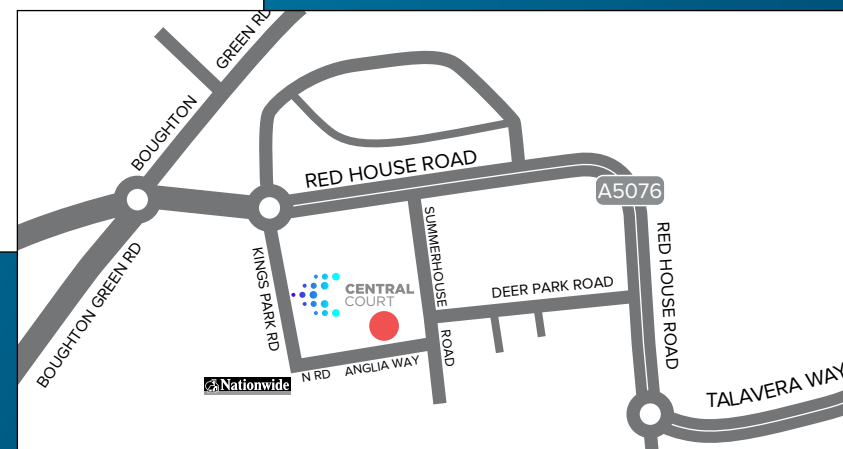 GREEN RD
BOUGHTON
RED HOUSE ROAD
A5076
SUMMERHOUSE
ROAD
RED HOUSE ROAD
KINGS PARK RD
BOUGHTON GREEN RD
CENTRAL
COURT
DEER PARK ROAD
N RD
ANGLIA WAY
Nationwide
TALAVERA WAY